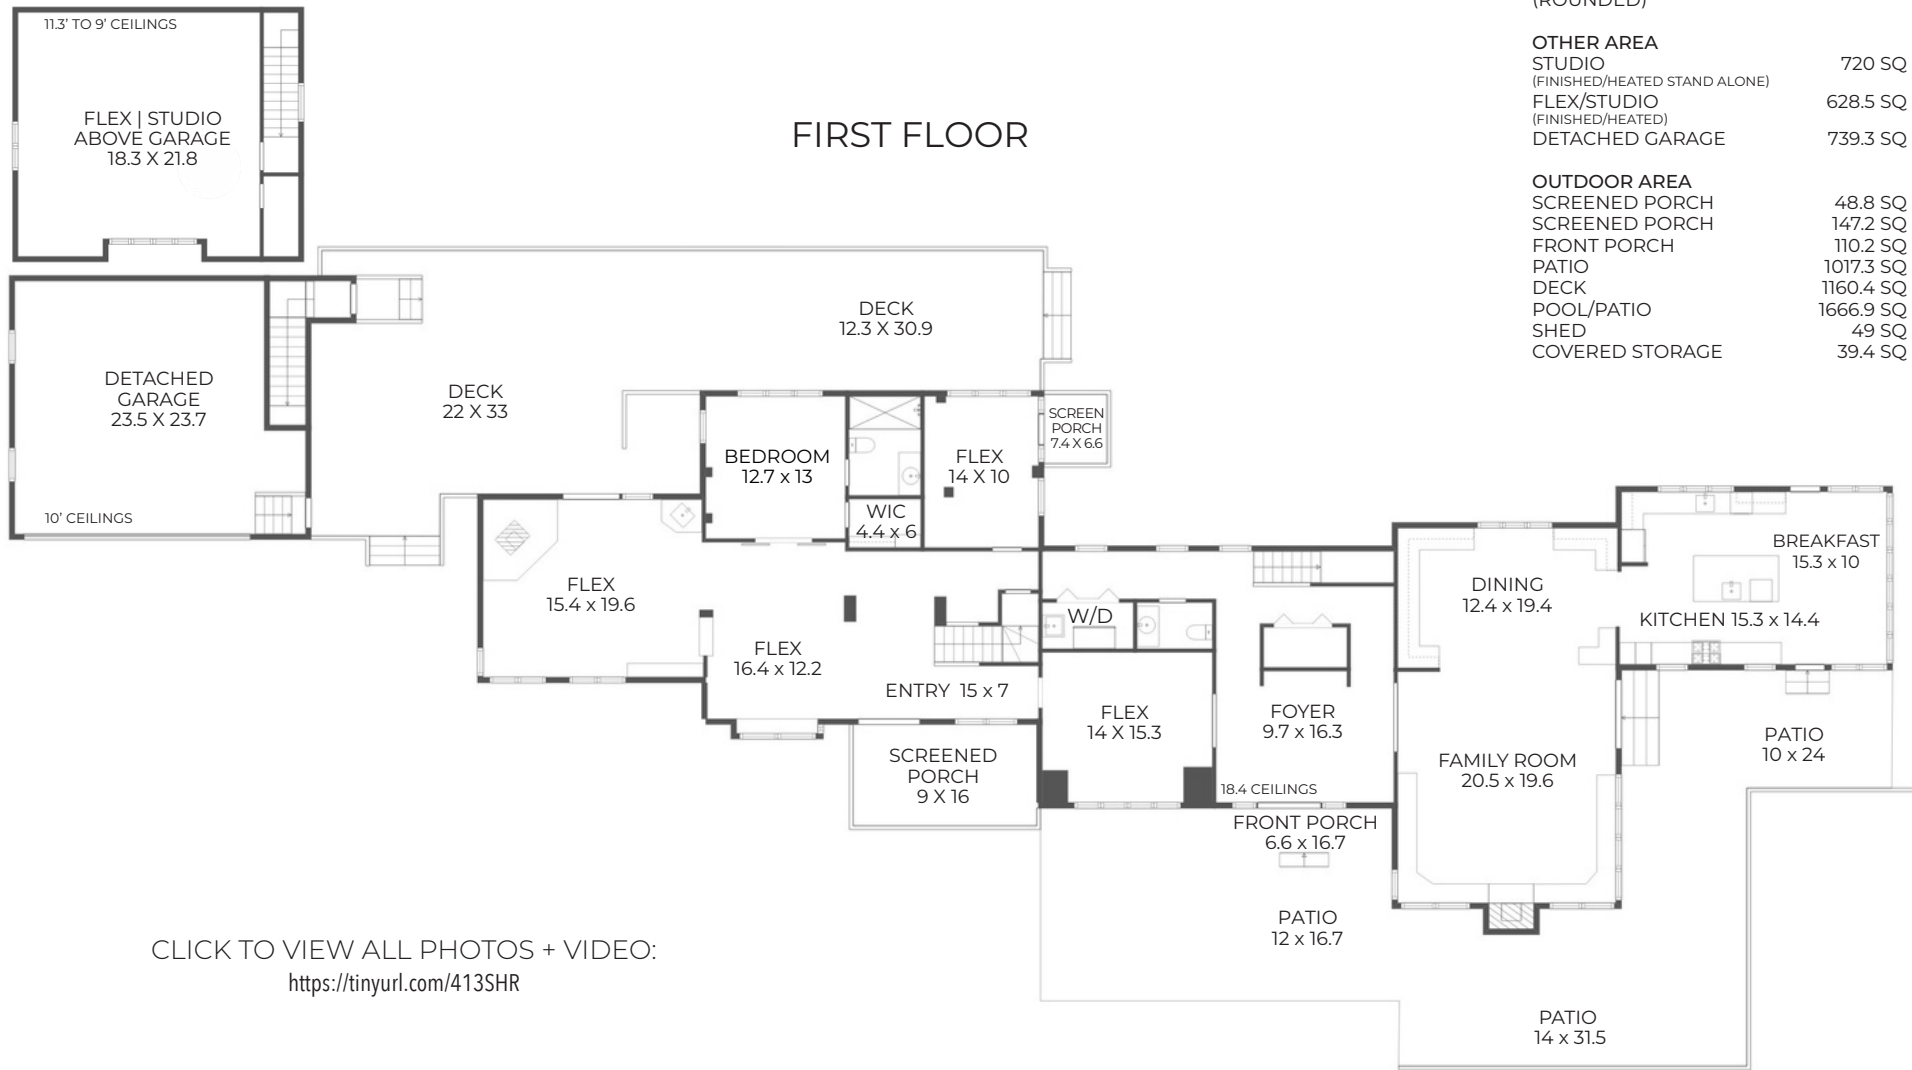 (ROUNDED)
OTHER AREA
STUDIO 720 SQ
(FINISHED/HEATED STAND ALONE)
FLEX/STUDIO 628.5 SQ
(FINISHED/HEATED)
DETACHED GARAGE 739.3 SQ
OUTDOOR AREA
SCREENED PORCH 48.8 SQ
SCREENED PORCH 147.2 SQ
FRONT PORCH 110.2 SQ
PATIO 1017.3 SQ
DECK 1160.4 SQ
POOL/PATIO 1666.9 SQ
SHED 49 SQ
COVERED STORAGE 39.4 SQ
FIRST FLOOR
11.3' TO 9' CEILINGS
FLEX | STUDIO
ABOVE GARAGE
18.3 X 21.8
DETACHED
GARAGE
23.5 X 23.7
10' CEILINGS
DECK
22 X 33
DECK
12.3 X 30.9
BEDROOM
12.7 x 13
WIC
4.4 x 6
FLEX
14 X 10
SCREEN
PORCH
7.4 X 6.6
FLEX
15.4 x 19.6
FLEX
16.4 x 12.2
ENTRY 15 x 7
SCREENED
PORCH
9 X 16
W/D
FLEX
14 X 15.3
FOYER
9.7 x 16.3
18.4 CEILINGS
FRONT PORCH
6.6 x 16.7
PATIO
12 x 16.7
DINING
12.4 x 19.4
FAMILY ROOM
20.5 x 19.6
BREAKFAST
15.3 x 10
KITCHEN 15.3 x 14.4
PATIO
10 x 24
PATIO
14 x 31.5
CLICK TO VIEW ALL PHOTOS + VIDEO:
https://tinyurl.com/413SHR